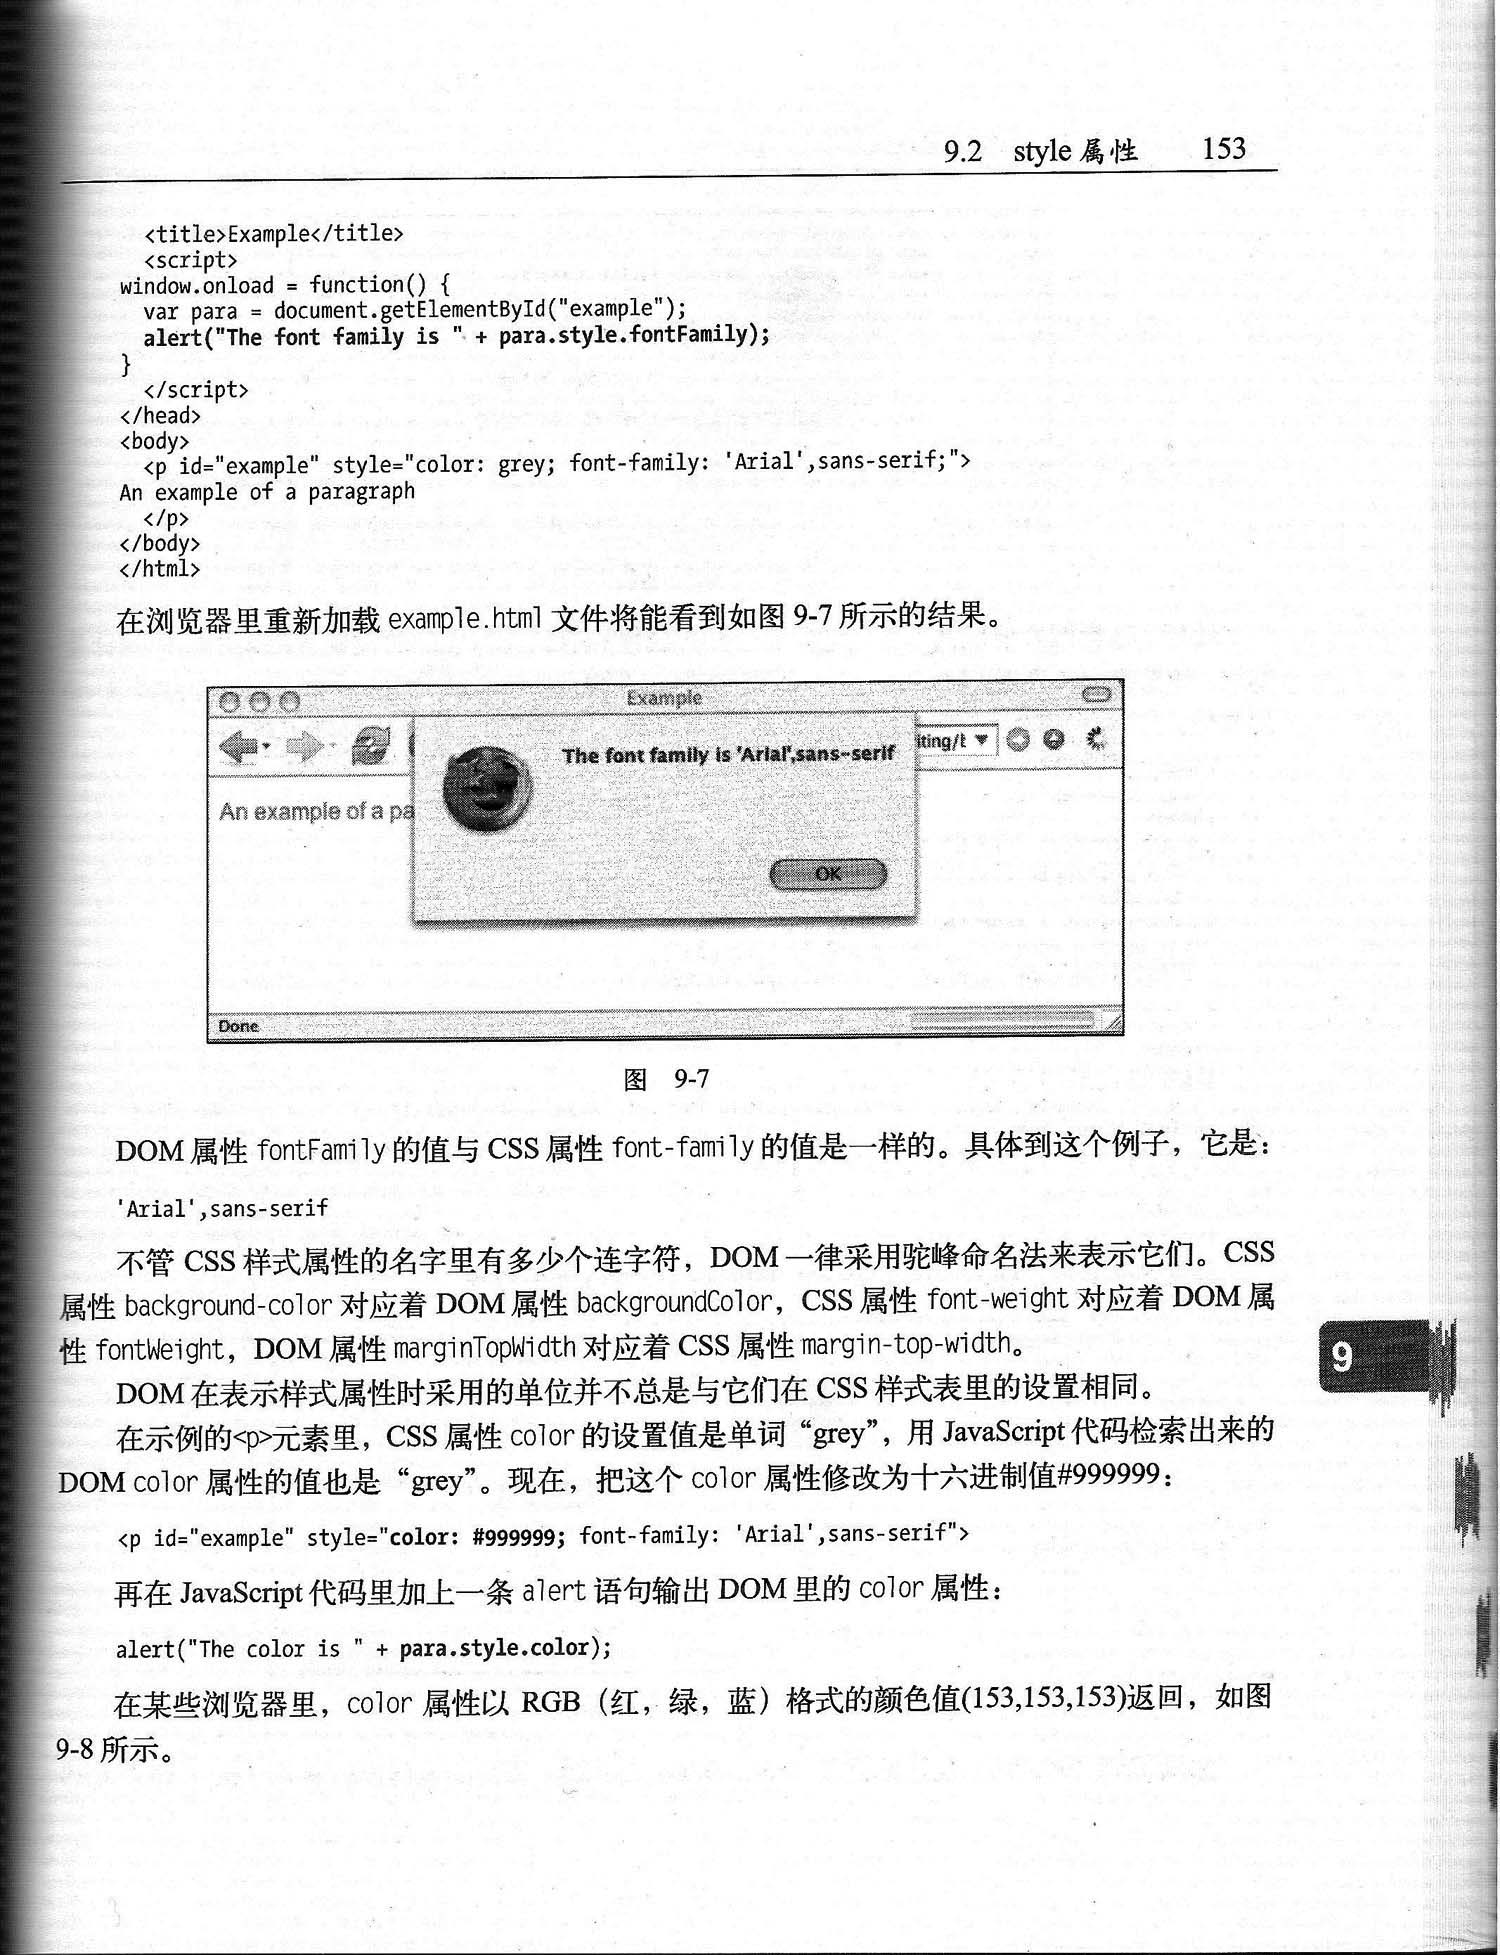 9.2 style属性 153
<title>Example</title>
<script>
window.onload = function() {
var para = document.getElementById("example");
alert("The font family is " + para.style.fontFamily);
}
</script>
</head>
<body>
<p id="example" style="color: grey; font-family: 'Arial',sans-serif;">
An example of a paragraph
</p>
</body>
</html>
在浏览器里重新加载 example.html 文件将能看到如图 9-7 所示的结果。
Example
The font family is 'Arial',sans-serif
iting/t
An example of a pa
OK
Done
图 9-7
DOM 属性 fontFamily 的值与 CSS 属性 font-family 的值是一样的。具体到这个例子，它是：
'Arial',sans-serif
不管 CSS 样式属性的名字里有多少个连字符，DOM 一律采用驼峰命名法来表示它们。CSS
属性 background-color 对应着 DOM 属性 backgroundColor，CSS 属性 font-weight 对应着 DOM 属
性 fontWeight，DOM 属性 marginTopWidth 对应着 CSS 属性 margin-top-width。
DOM 在表示样式属性时采用的单位并不总是与它们在 CSS 样式表里的设置相同。
在示例的<p>元素里，CSS 属性 color 的设置值是单词“grey”，用 JavaScript 代码检索出来的
DOM color 属性的值也是“grey”。现在，把这个 color 属性修改为十六进制值#999999：
<p id="example" style="color: #999999; font-family: 'Arial',sans-serif">
再在 JavaScript 代码里加上一条 alert 语句输出 DOM 里的 color 属性：
alert("The color is " + para.style.color);
在某些浏览器里，color 属性以 RGB（红，绿，蓝）格式的颜色值(153,153,153)返回，如图
9-8 所示。
9